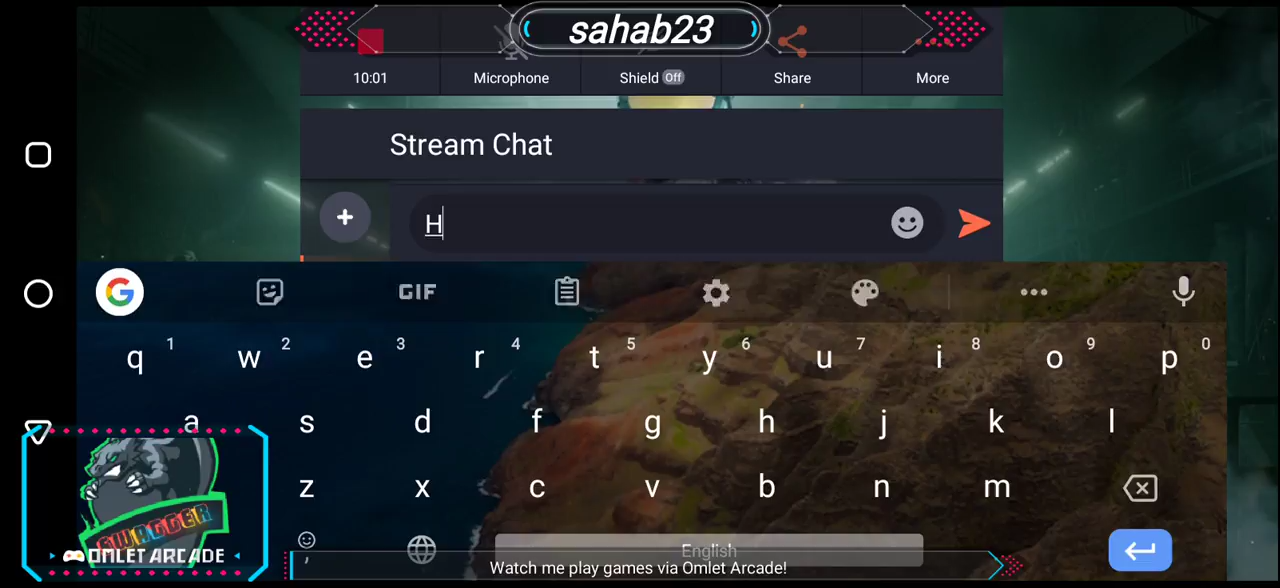 sahab23
10:01
Microphone
Shield Off
Share
More
Stream Chat
H
GIF
q 1 w 2 e 3 r 4 t 5 y 6 u 7 i 8 o 9 p 0
a s d f g h j k l
z x c v b n m
,
English
SWAGGER
OMLET ARCADE
Watch me play games via Omlet Arcade!